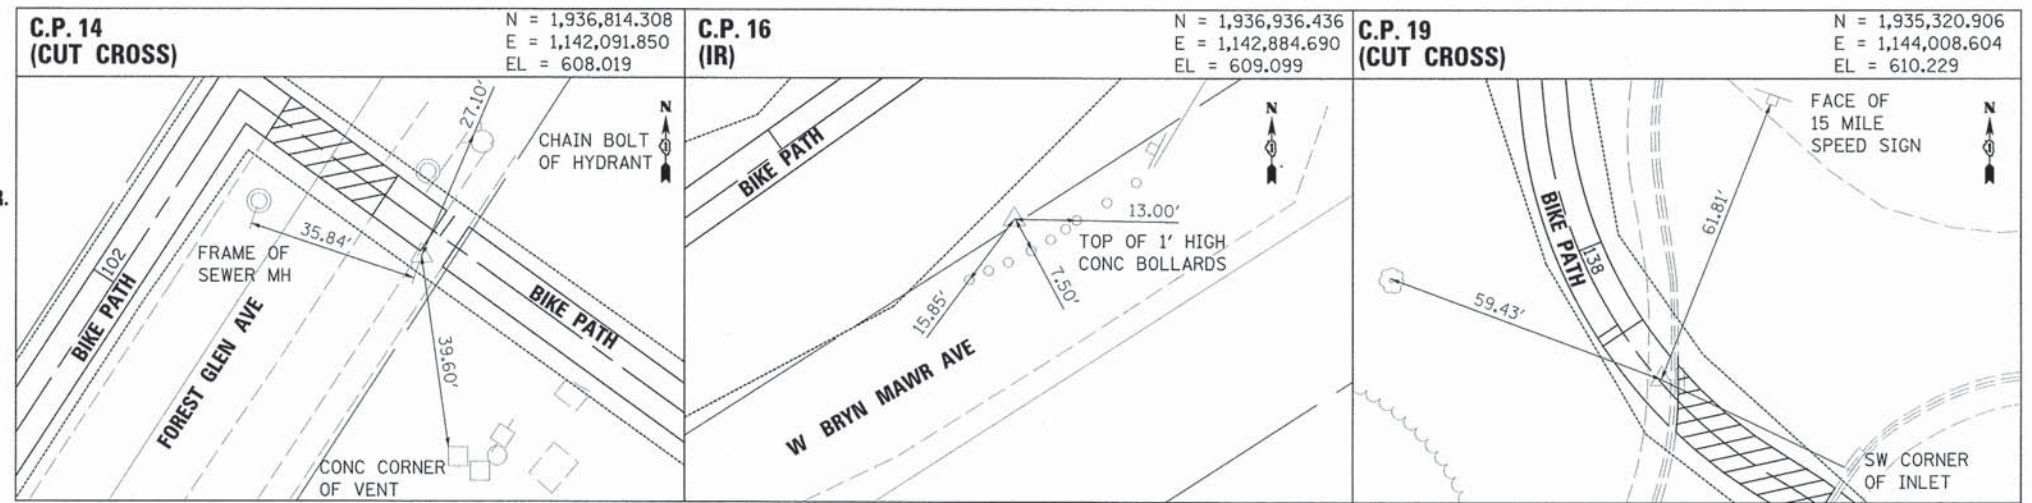 R.
C.P. 14
(CUT CROSS)
N = 1,936,814.308
E = 1,142,091.850
EL = 608.019
27.10'
CHAIN BOLT
OF HYDRANT
N
35.84'
FRAME OF
SEWER MH
102
BIKE PATH
FOREST GLEN AVE
BIKE PATH
39.60'
CONC CORNER
OF VENT
C.P. 16
(IR)
N = 1,936,936.436
E = 1,142,884.690
EL = 609.099
BIKE PATH
N
13.00'
TOP OF 1' HIGH
CONC BOLLARDS
7.50'
15.85'
W BRYN MAWR AVE
C.P. 19
(CUT CROSS)
N = 1,935,320.906
E = 1,144,008.604
EL = 610.229
FACE OF
15 MILE
SPEED SIGN
N
61.81'
BIKE PATH
138
59.43'
SW CORNER
OF INLET